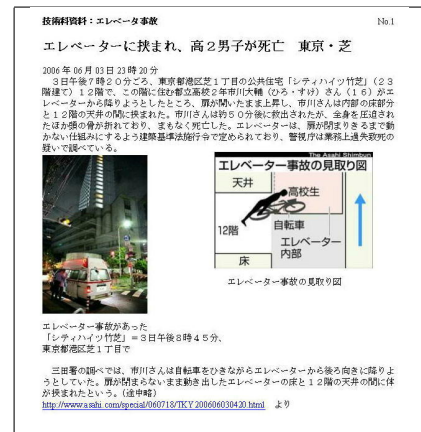 技術科資料：エレベータ事故
No.1
エレベーターに挟まれ、高２男子が死亡　東京・芝
2006 年 06 月 03 日 23 時 20 分
３日午後７時２０分ごろ、東京都港区芝１丁目の公共住宅「シティハイツ竹芝」（２３
階建て）１２階で、この階に住む都立高校２年市川大輔（ひろ・すけ）さん（１６）がエ
レベーターから降りようとしたところ、扉が開いたまま上昇し、市川さんは内部の床部分
と１２階の天井の間に挟まれた。市川さんは約５０分後に救出されたが、全身を圧迫され
たほか頭の骨が折れており、まもなく死亡した。エレベーターは、扉が閉まりきるまで動
かない仕組みにするよう建築基準法施行令で定められており、警視庁は業務上過失致死の
疑いで調べている。
The Asahi Shimbun
エレベーター事故の見取り図
天井
高校生
自転車
12階
エレベーター
内部
床
エレベーター事故の見取り図
エレベーター事故があった
「シティハイツ竹芝」＝３日午後８時４５分、
東京都港区芝１丁目で
三田署の調べでは、市川さんは自転車をひきながらエレベーターから後ろ向きに降りよ
うとしていた。扉が閉まらないまま動き出したエレベーターの床と１２階の天井の間に体
が挟まれたという。（途中略）
http://www.asahi.com/special/060718/TKY200606030420.html　より